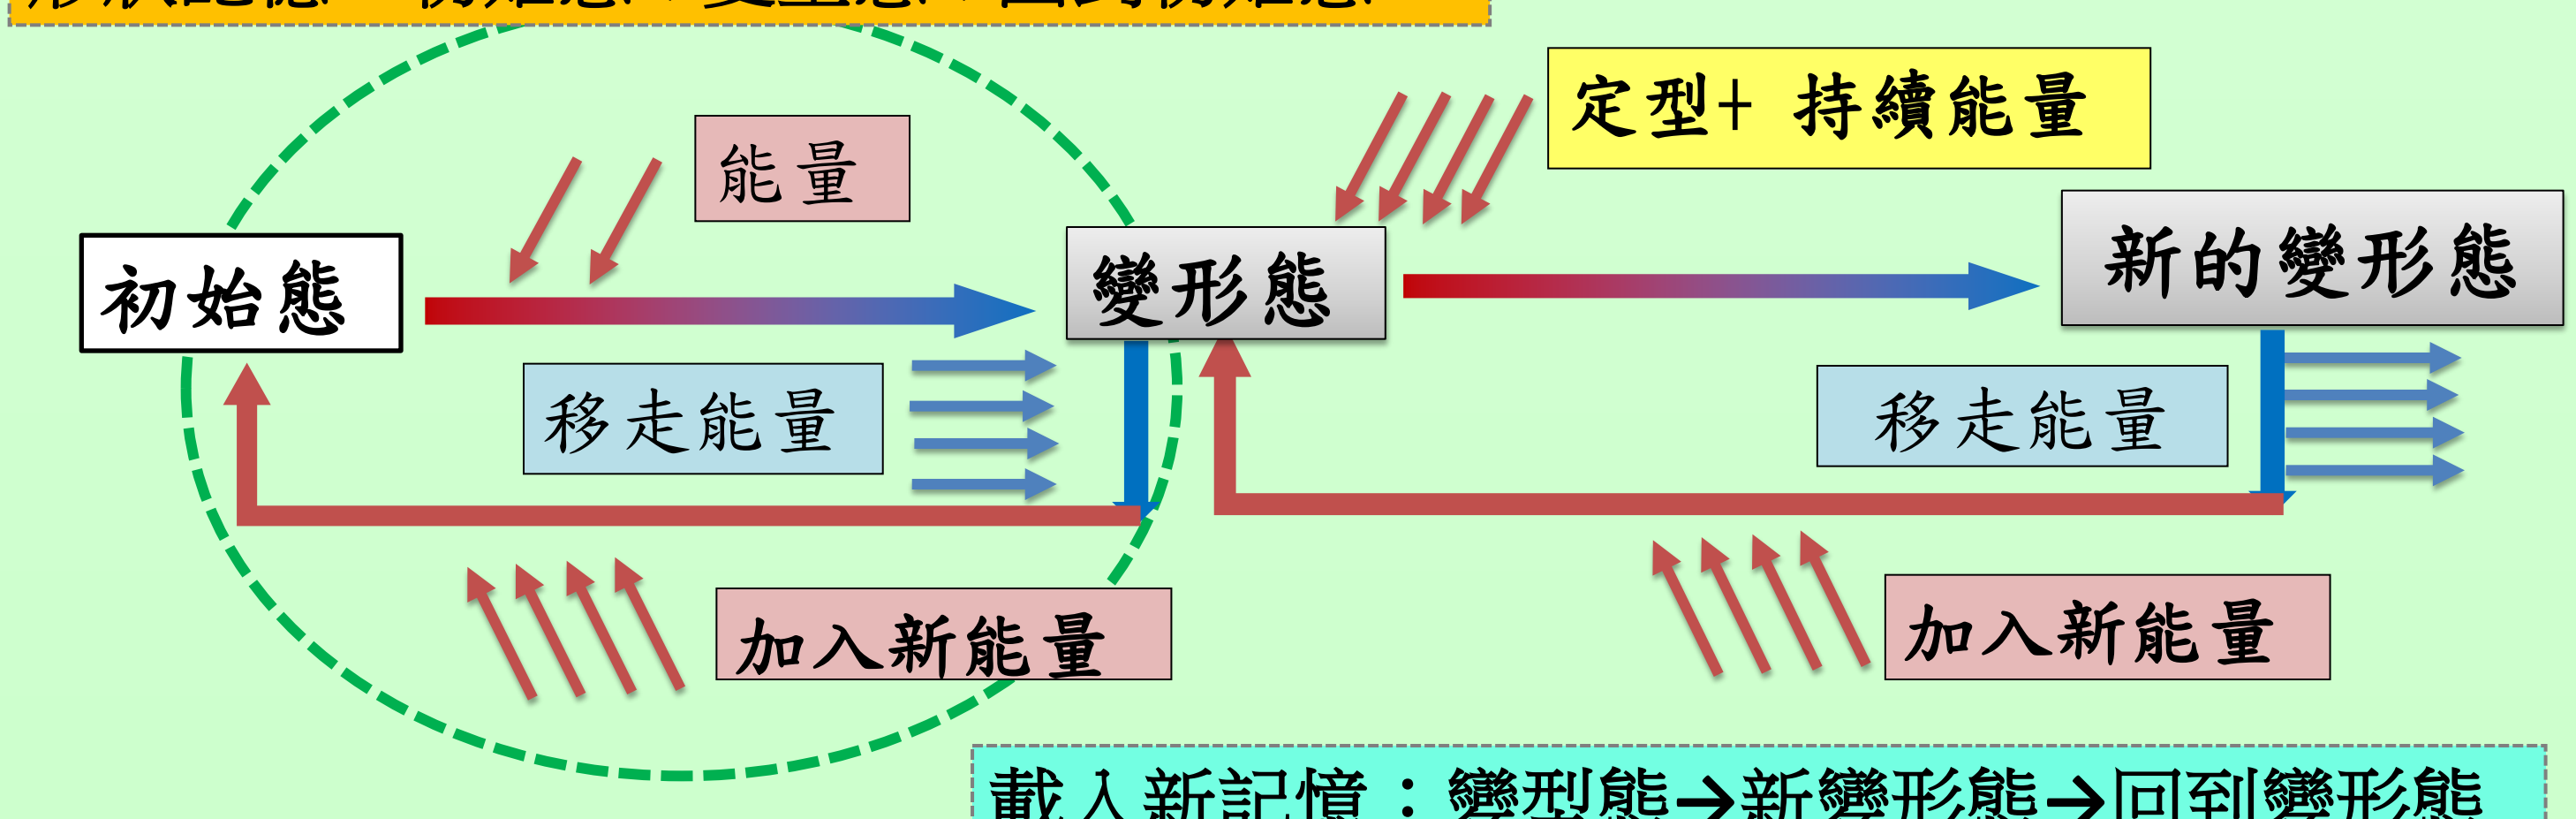 定型+ 持續能量
能量
初始態
變形態
新的變形態
移走能量
移走能量
加入新能量
加入新能量
載入新記憶：變型態→新變形態→回到變形態